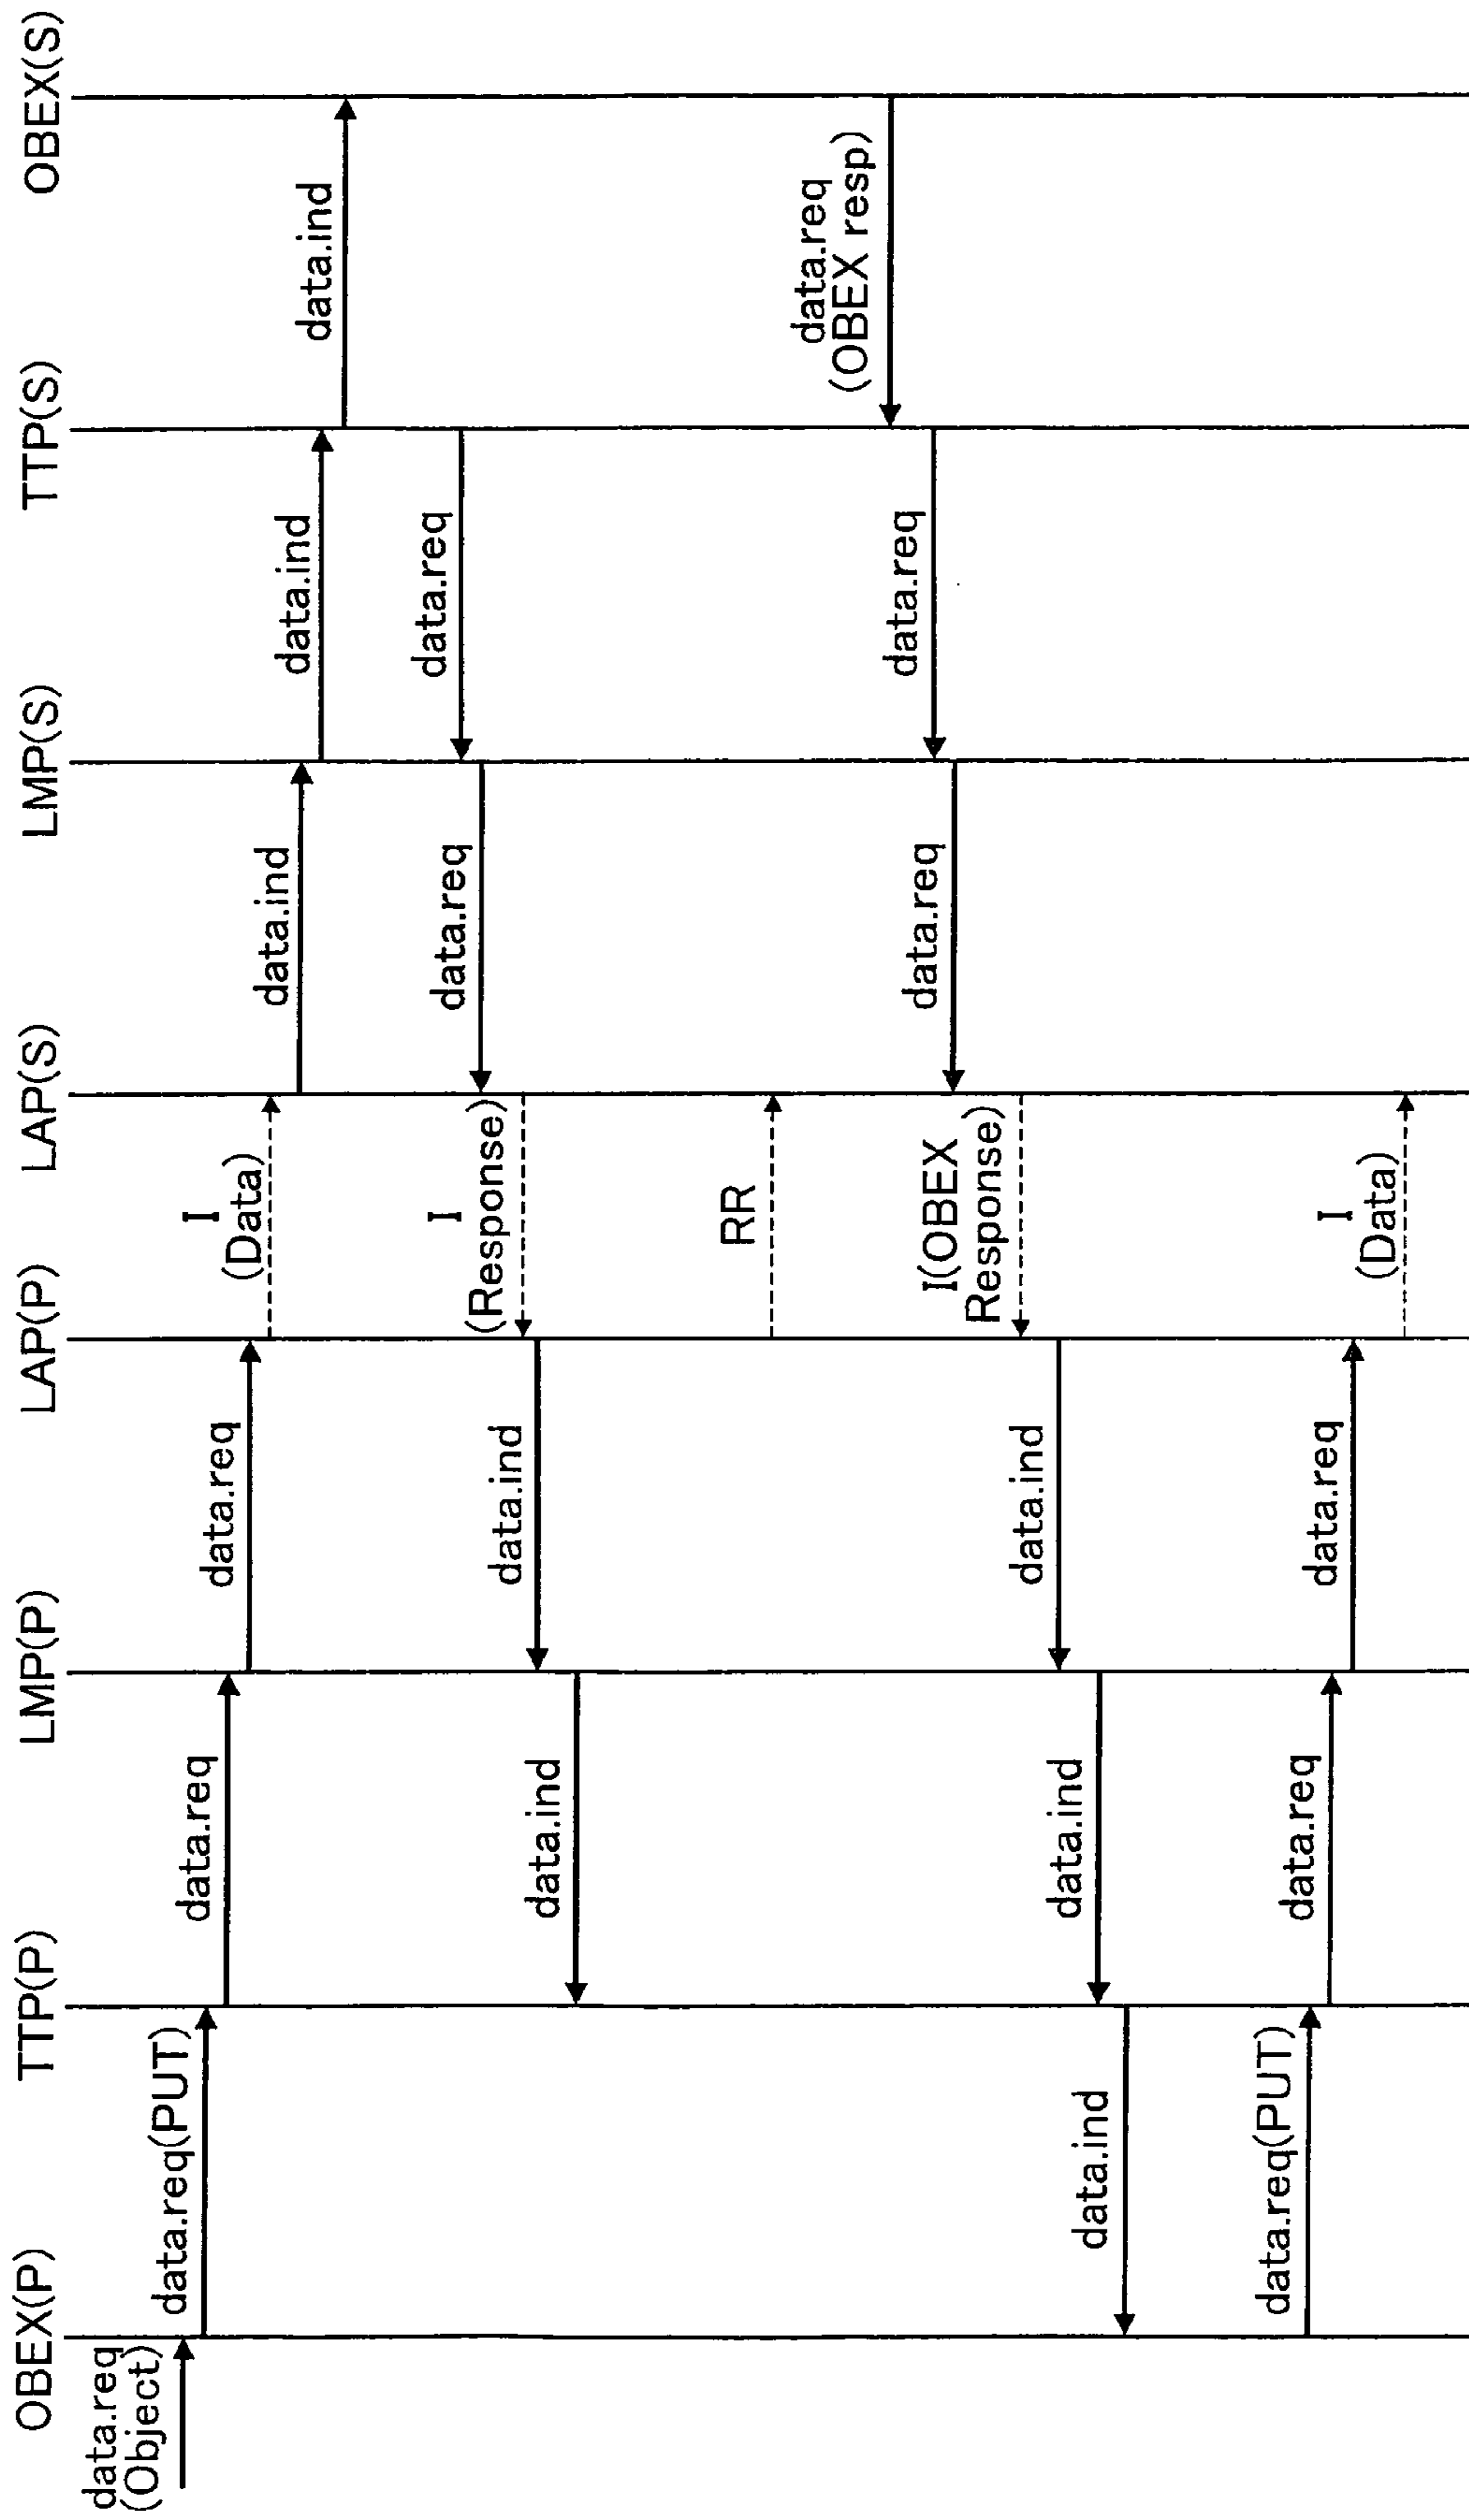 OBEX(P) TTP(P) LMP(P) LAP(P) LAP(S) LMP(S) TTP(S) OBEX(S)
data.req
(Object)
data.req(PUT)
data.req
data.req
I
(Data)
data.ind
data.ind
data.ind
data.req
data.req
I
(Response)
data.ind
data.ind
RR
data.req
(OBEX resp)
data.req
data.req
I(OBEX
Response)
data.ind
data.ind
data.ind
data.req(PUT)
data.req
data.req
I
(Data)